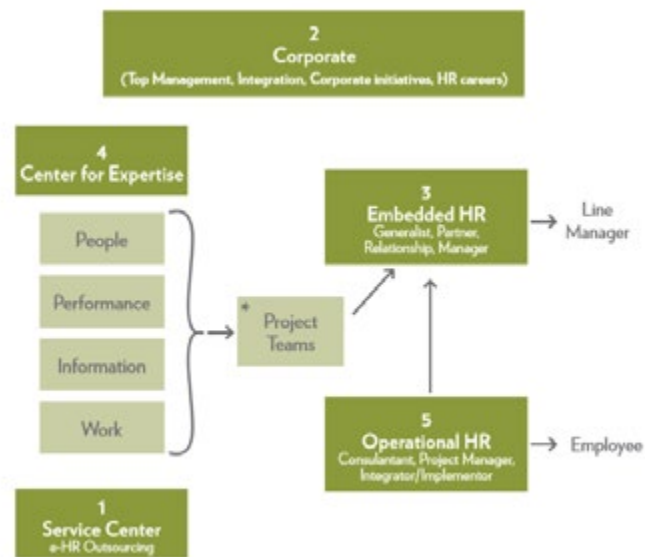 2
Corporate
(Top Management, Integration, Corporate initiatives, HR careers)
4
Center for Expertise
People
Performance
Information
Work
1
Service Center
e-HR Outsourcing
*
Project
Teams
3
Embedded HR
Generalist, Partner,
Relationship, Manager
Line
Manager
5
Operational HR
Consulantant, Project Manager,
Integrator/Implementor
Employee